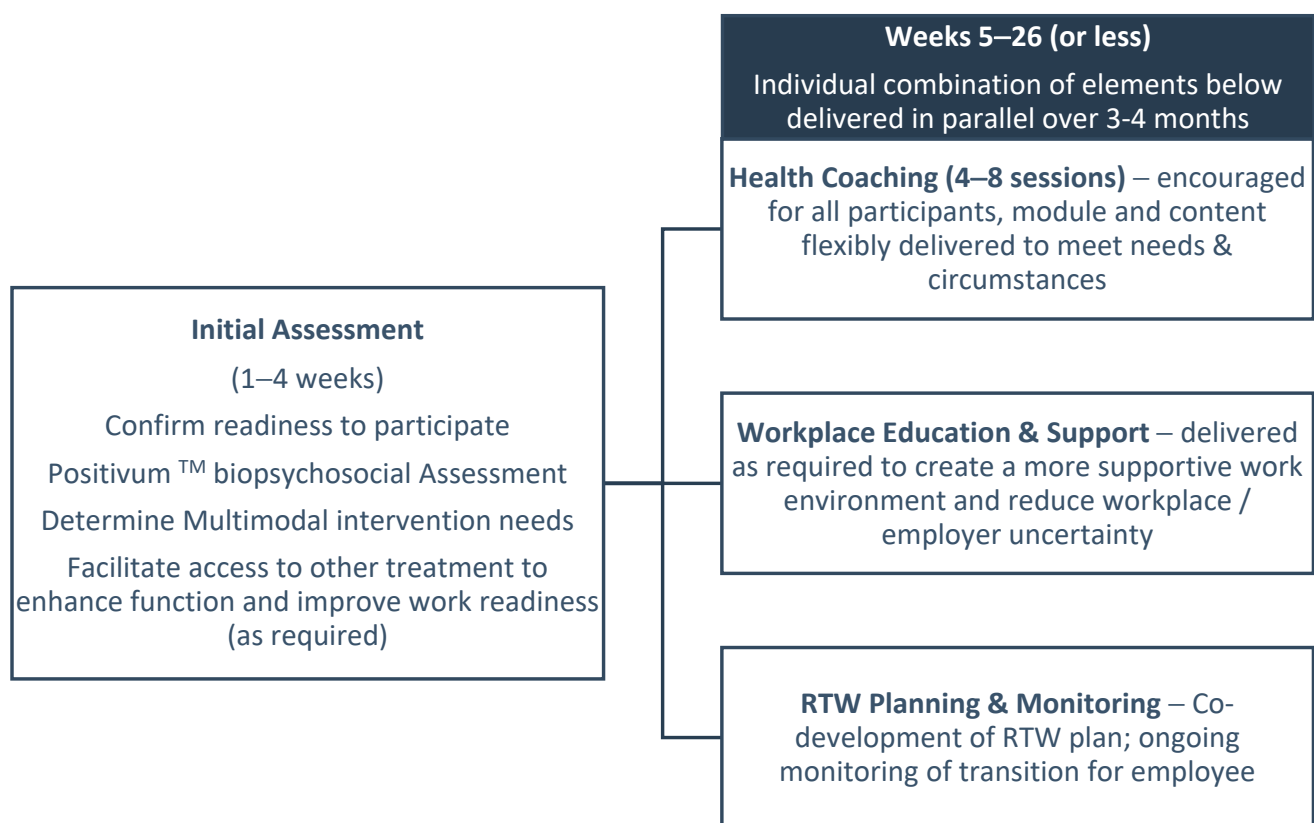 Initial Assessment
(1–4 weeks)
Confirm readiness to participate
Positivum ™ biopsychosocial Assessment
Determine Multimodal intervention needs
Facilitate access to other treatment to
enhance function and improve work readiness
(as required)
Weeks 5–26 (or less)
Individual combination of elements below
delivered in parallel over 3-4 months
Health Coaching (4–8 sessions) – encouraged
for all participants, module and content
flexibly delivered to meet needs &
circumstances
Workplace Education & Support – delivered
as required to create a more supportive work
environment and reduce workplace /
employer uncertainty
RTW Planning & Monitoring – Co-
development of RTW plan; ongoing
monitoring of transition for employee